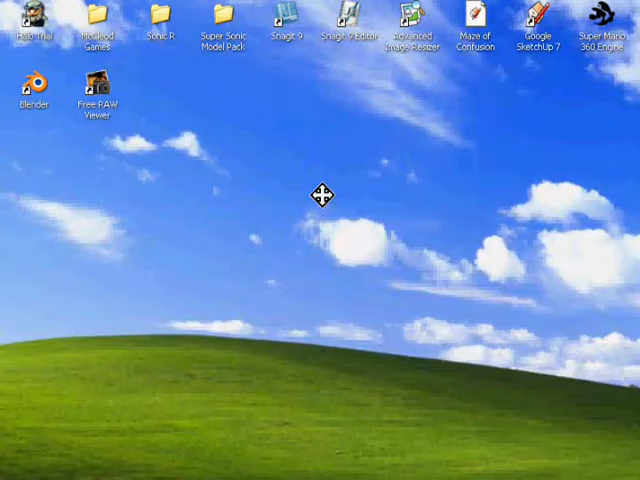 Halo Trial
McCleod Games
Sonic R
Super Sonic Model Pack
Snagit 9
Snagit 9 Editor
Advanced Image Resizer
Maze of Confusion
Google SketchUp 7
Super Mario 360 Engine
Blender
Free RAW Viewer